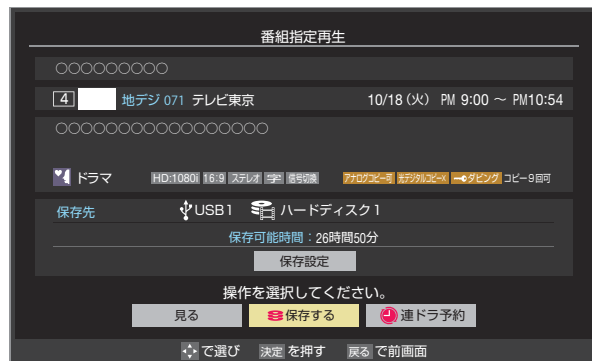 番組指定再生
○○○○○○○○○
4 地デジ 071 テレビ東京 10/18(火) PM 9:00 ～ PM10:54
○○○○○○○○○○○○○○○○○
ドラマ HD:1080i 16:9 ステレオ 字 信号切換 アナログコピー可 光デジタルコピー× ダビング コピー9回可
保存先 USB1 ハードディスク1
保存可能時間：26時間50分
保存設定
操作を選択してください。
見る 保存する 連ドラ予約
で選び 決定 を押す 戻る で前画面